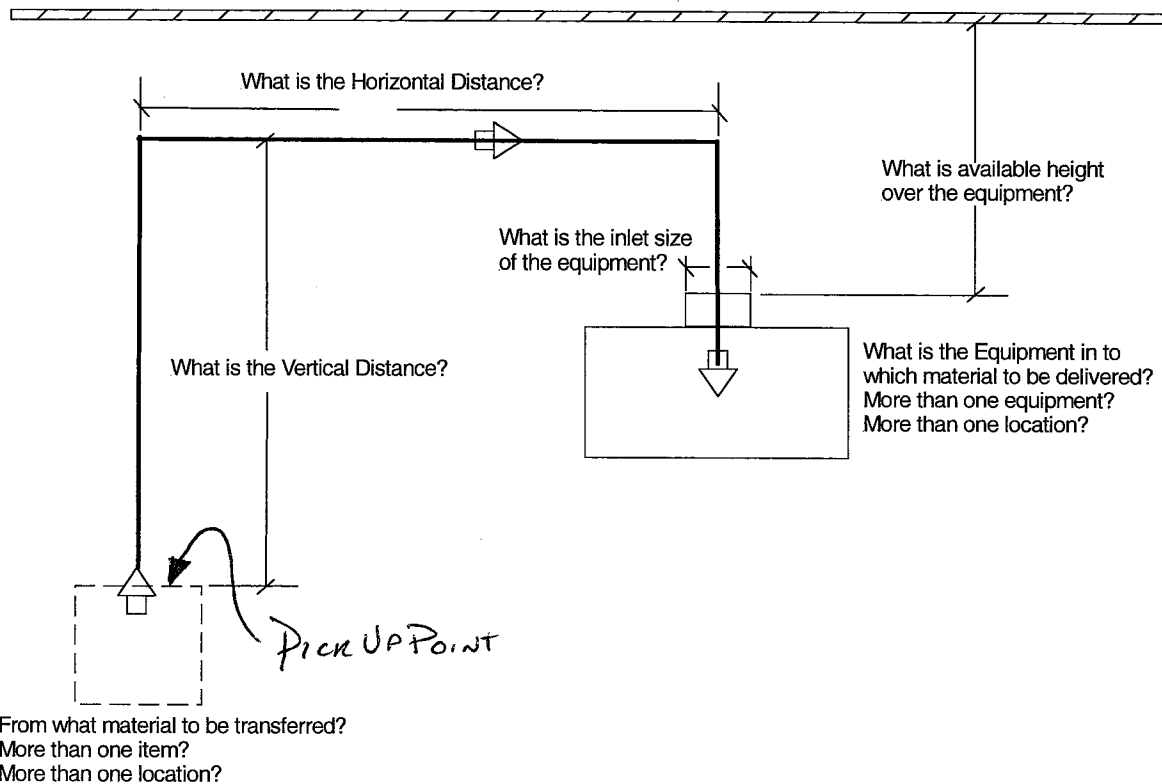 What is the Horizontal Distance?
What is available height
over the equipment?
What is the inlet size
of the equipment?
What is the Vertical Distance?
What is the Equipment in to
which material to be delivered?
More than one equipment?
More than one location?
PICK UP POINT
From what material to be transferred?
More than one item?
More than one location?